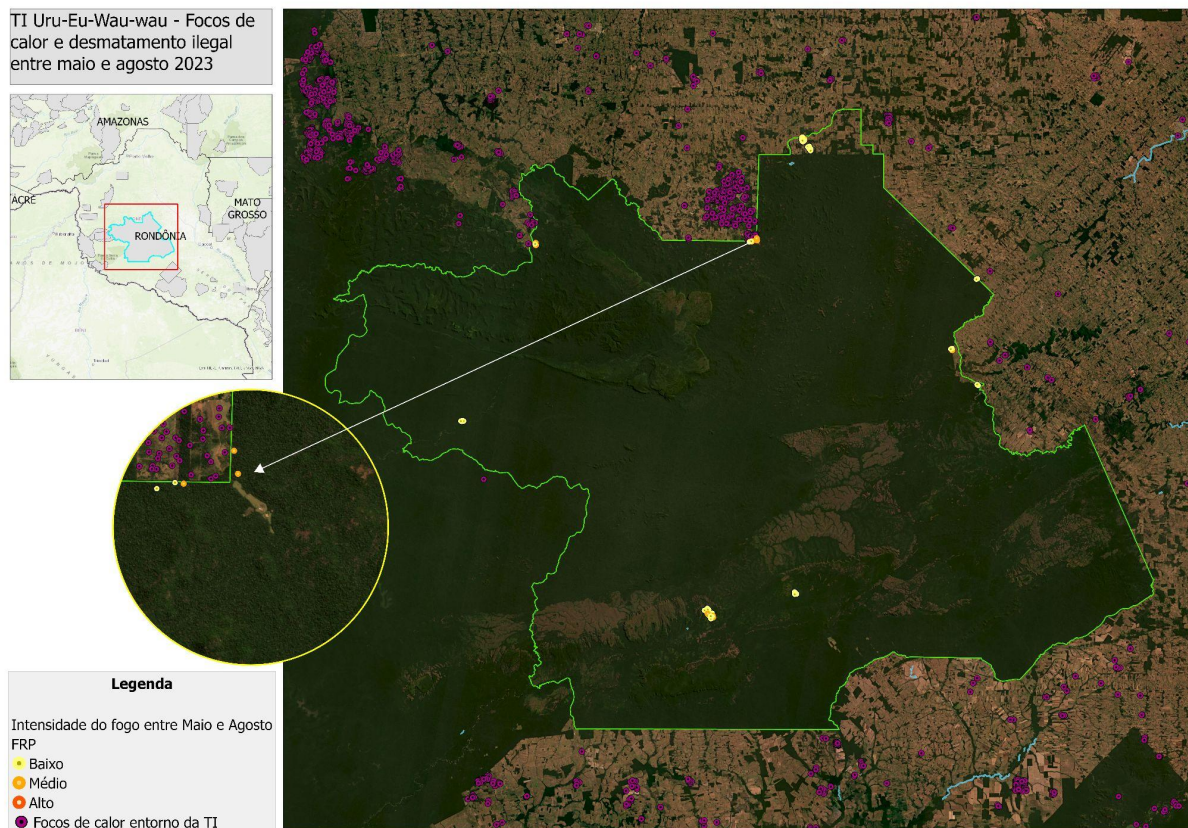 TI Uru-Eu-Wau-wau - Focos de
calor e desmatamento ilegal
entre maio e agosto 2023
AMAZONAS
ACRE
MATO
GROSSO
RONDÔNIA
Legenda
Intensidade do fogo entre Maio e Agosto
FRP
Baixo
Médio
Alto
Focos de calor entorno da TI